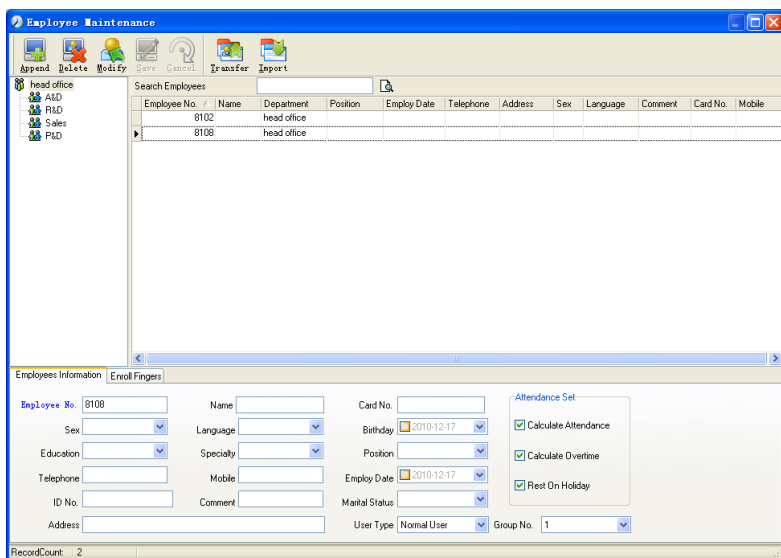 Employee Maintenance
Append Delete Modify Save Cancel Transfer Import
head office
A&D
R&D
Sales
P&D
Search Employees
Employee No. Name Department Position Employ Date Telephone Address Sex Language Comment Card No. Mobile
8102 head office
8108 head office
Employees Information Enroll Fingers
Employee No. 8108 Name Card No. Attendance Set
Sex Language Birthday 2010-12-17 Calculate Attendance
Education Specialty Position Calculate Overtime
Telephone Mobile Employ Date 2010-12-17 Rest On Holiday
ID No. Comment Marital Status
Address User Type Normal User Group No. 1
RecordCount: 2